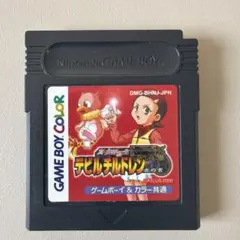 Nintendo GAME BOY
DMG-BHMJ-JPN
GAME BOY COLOR
デビルチルドレン
ゲームボーイ&カラー共通